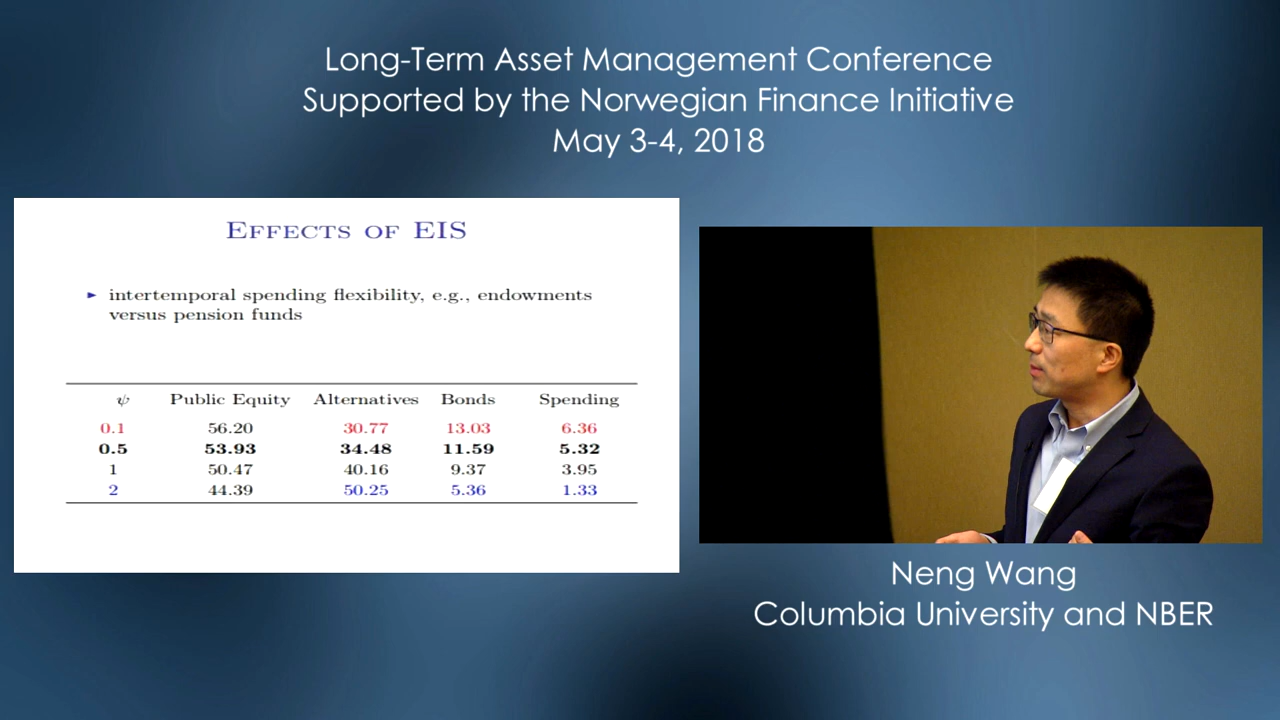 Long-Term Asset Management Conference
Supported by the Norwegian Finance Initiative
May 3-4, 2018
Effects of EIS
► intertemporal spending flexibility, e.g., endowments
versus pension funds
ψ Public Equity Alternatives Bonds Spending
0.1 56.20 30.77 13.03 6.36
0.5 53.93 34.48 11.59 5.32
1 50.47 40.16 9.37 3.95
2 44.39 50.25 5.36 1.33
Neng Wang
Columbia University and NBER